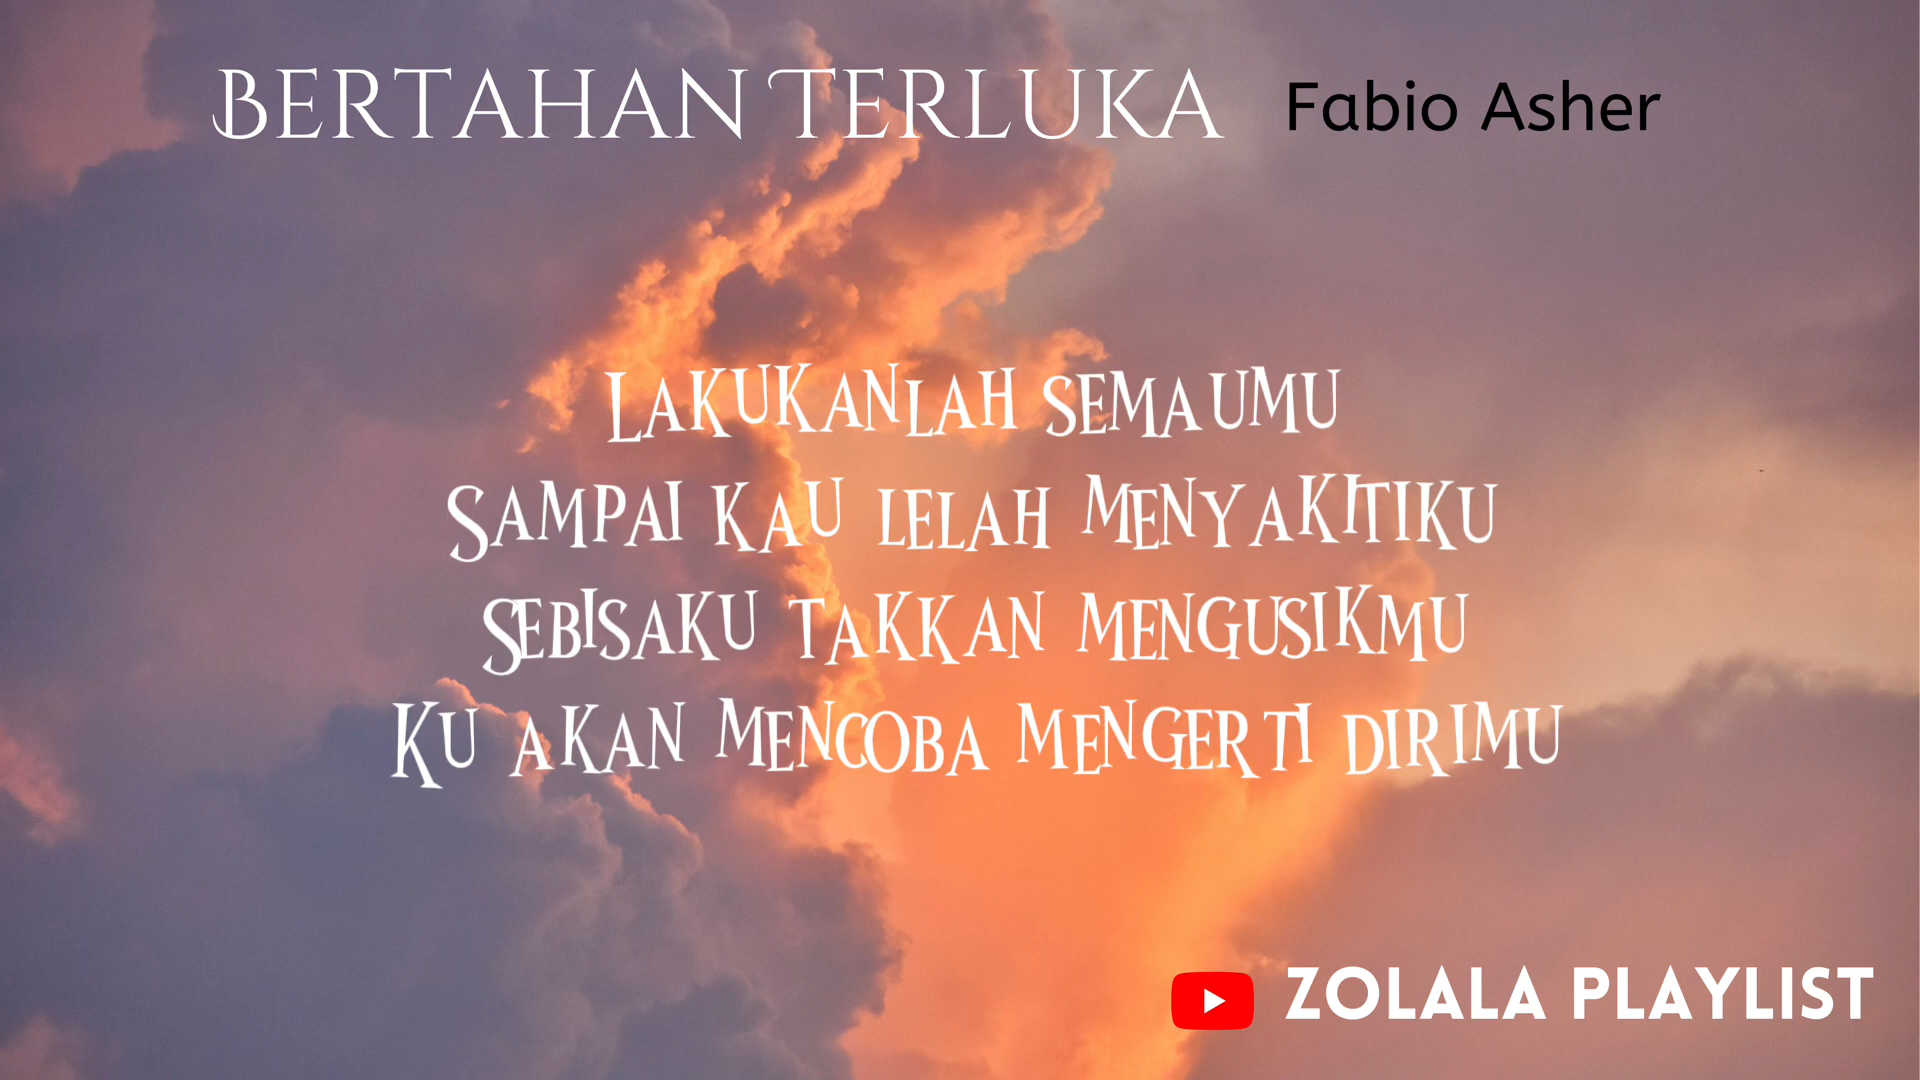 Bertahan Terluka Fabio Asher
Lakukanlah semaumu
Sampai kau lelah menyakitiku
Sebisaku takkan mengusikmu
Ku akan mencoba mengerti dirimu
ZOLALA PLAYLIST